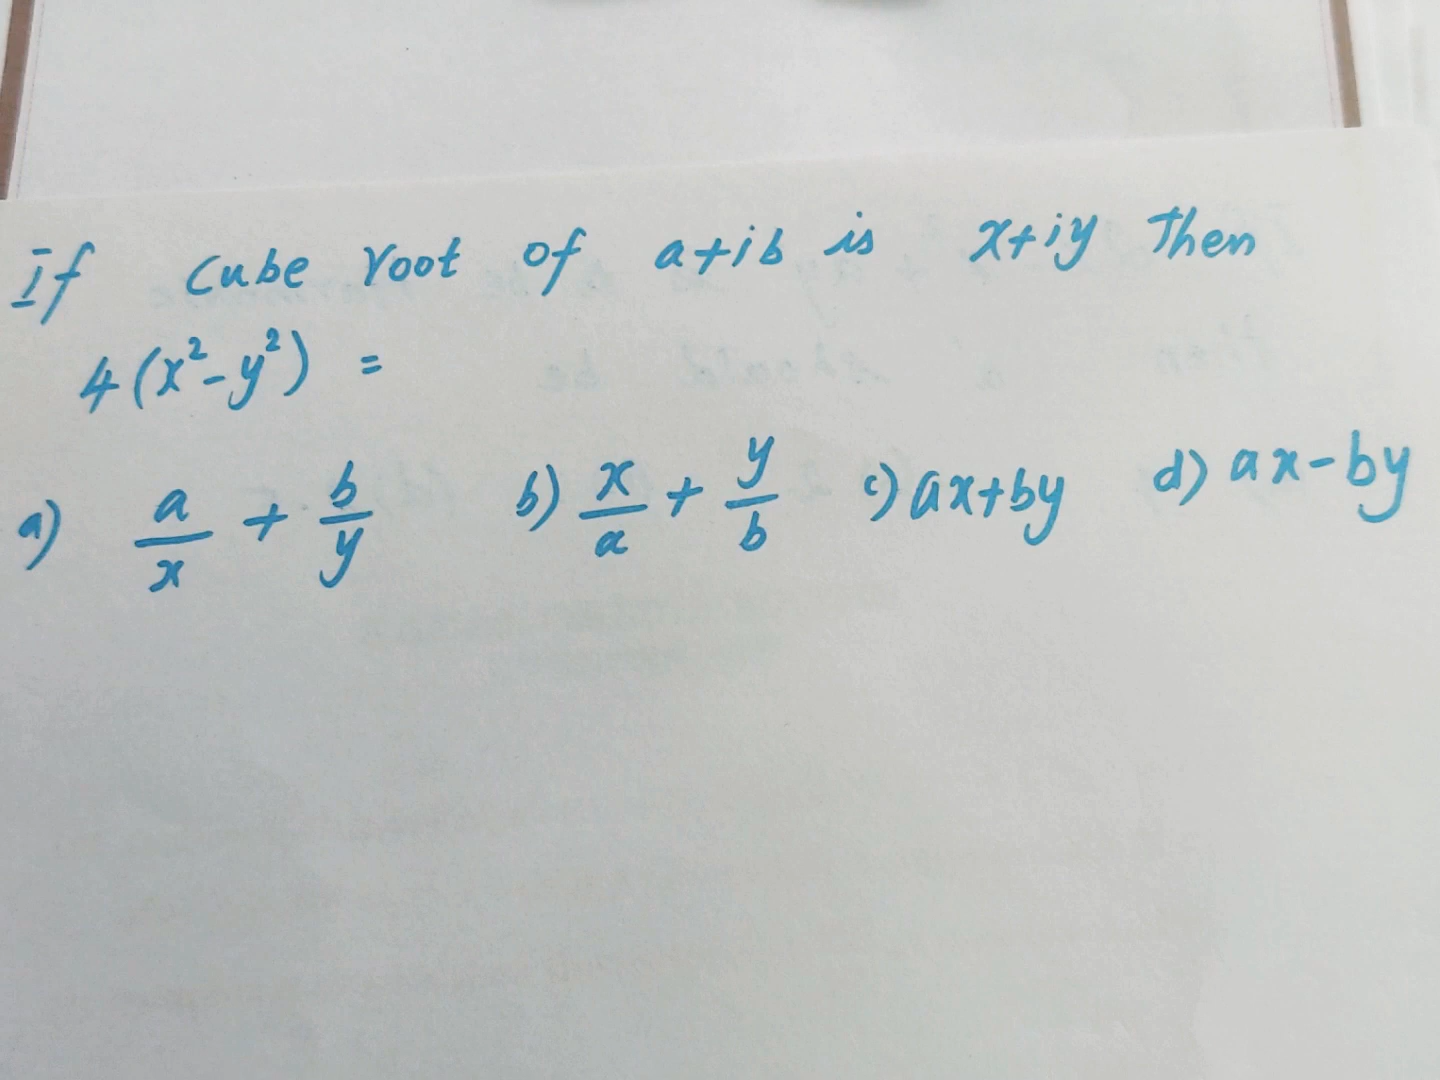 If cube root of a+ib is x+iy then
4(x²-y²) =
a) a/x + b/y b) x/a + y/b c) ax+by d) ax-by